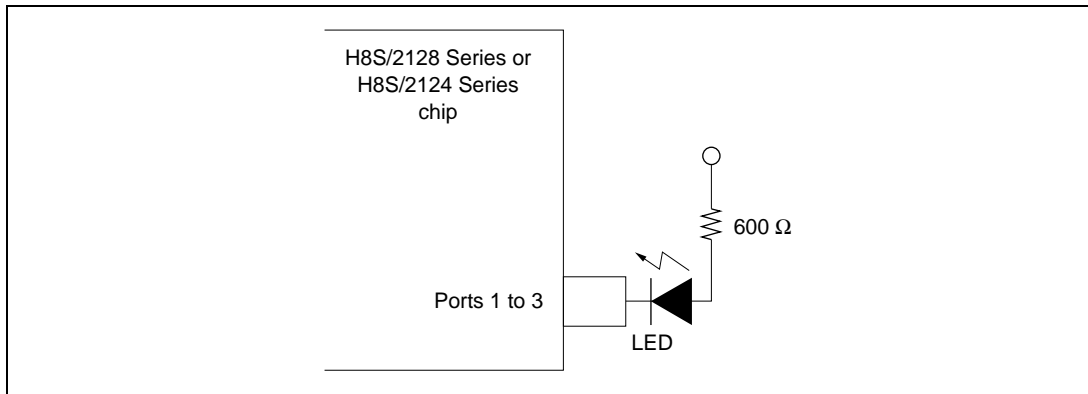 H8S/2128 Series or
H8S/2124 Series
chip
600 Ω
Ports 1 to 3
LED